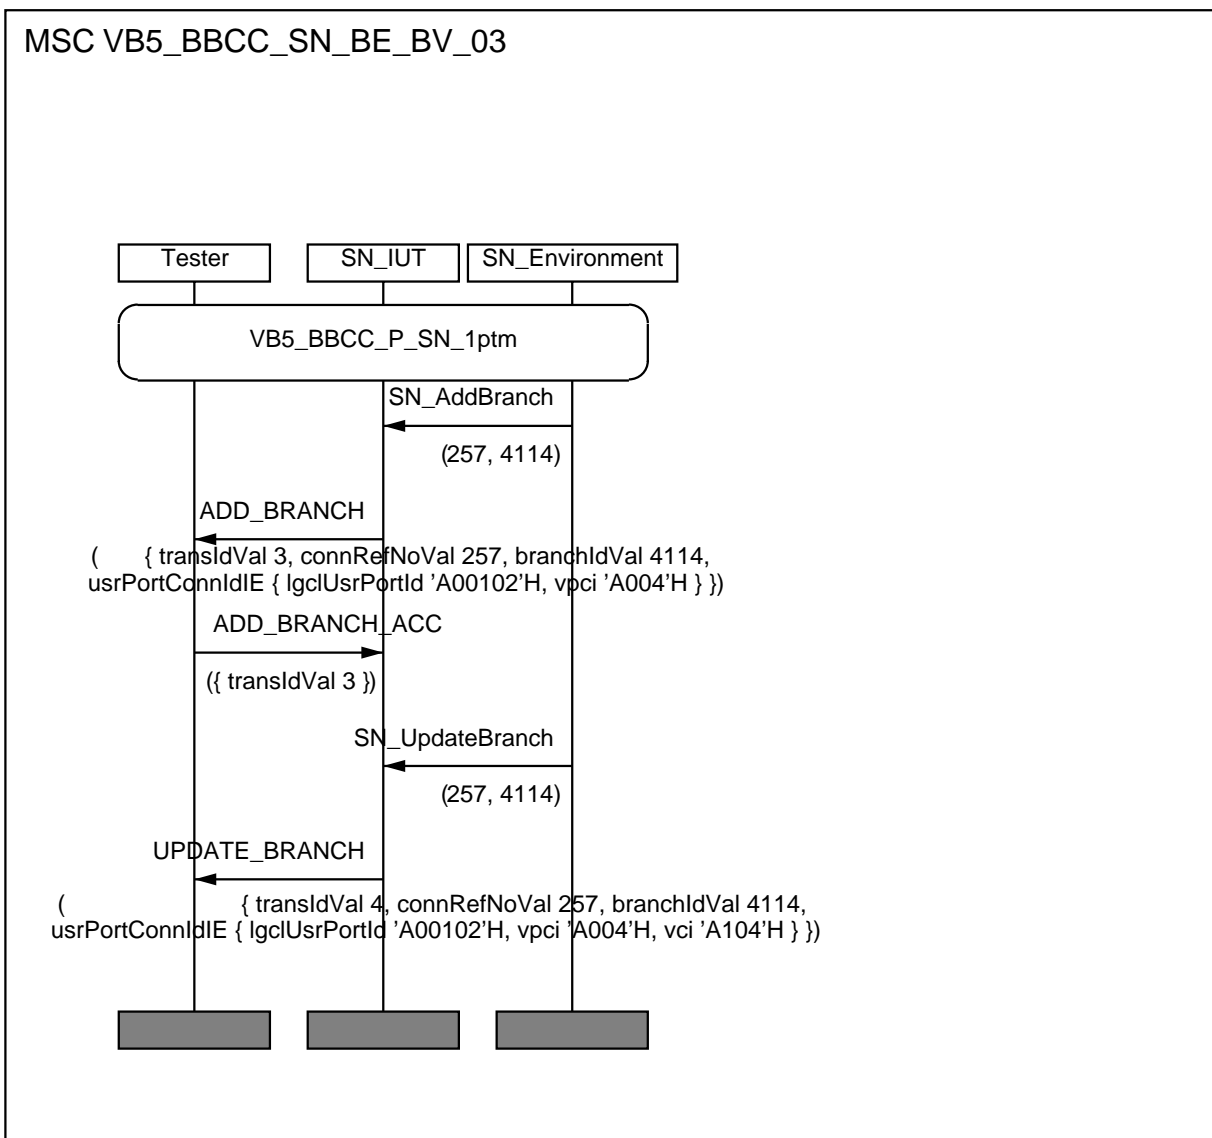 MSC VB5_BBCC_SN_BE_BV_03
Tester
SN_IUT
SN_Environment
VB5_BBCC_P_SN_1ptm
SN_AddBranch
(257, 4114)
ADD_BRANCH
( { transIdVal 3, connRefNoVal 257, branchIdVal 4114,
usrPortConnIdIE { lgclUsrPortId ’A00102’H, vpci ’A004’H } })
ADD_BRANCH_ACC
({ transIdVal 3 })
SN_UpdateBranch
(257, 4114)
UPDATE_BRANCH
( { transIdVal 4, connRefNoVal 257, branchIdVal 4114,
usrPortConnIdIE { lgclUsrPortId ’A00102’H, vpci ’A004’H, vci ’A104’H } })